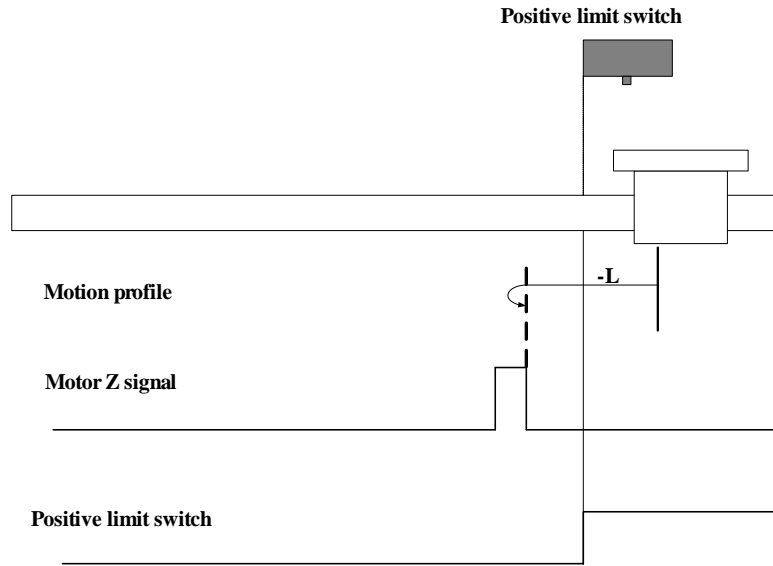 Positive limit switch
-L
Motion profile
Motor Z signal
Positive limit switch